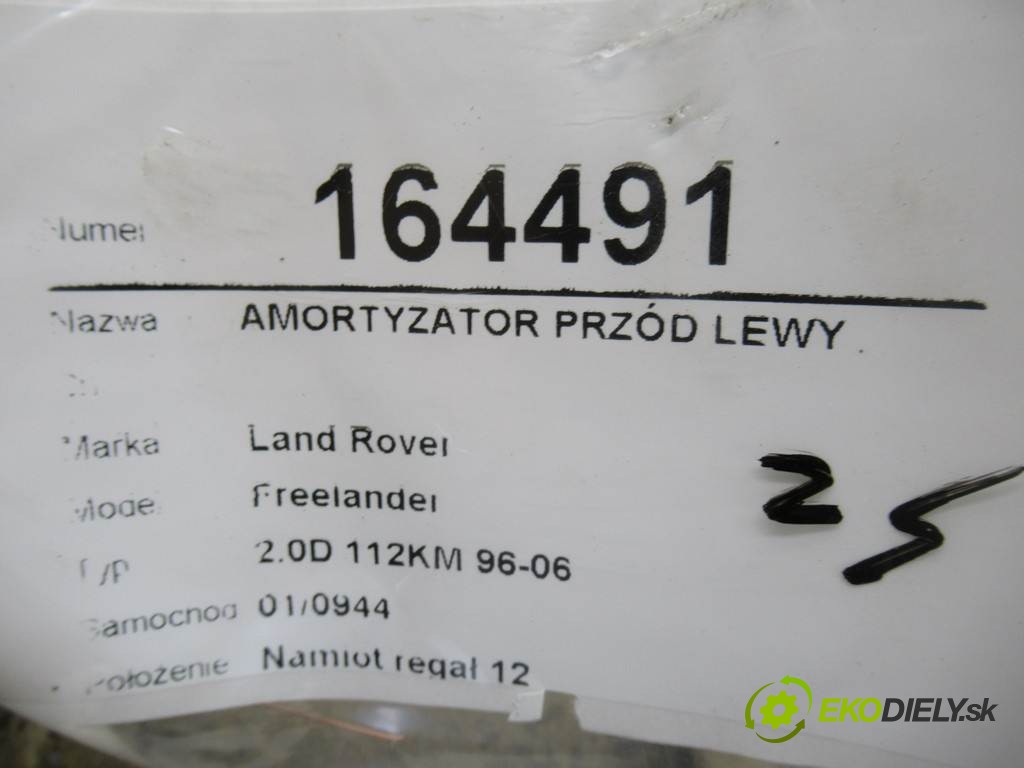 Numer 164491
Nazwa AMORTYZATOR PRZÓD LEWY
Marka Land Rover
Model Freelander
Typ 2.0D 112KM 96-06
Samochód 01/0944
Położenie Namiot regał 12
25
EKODIELY.sk